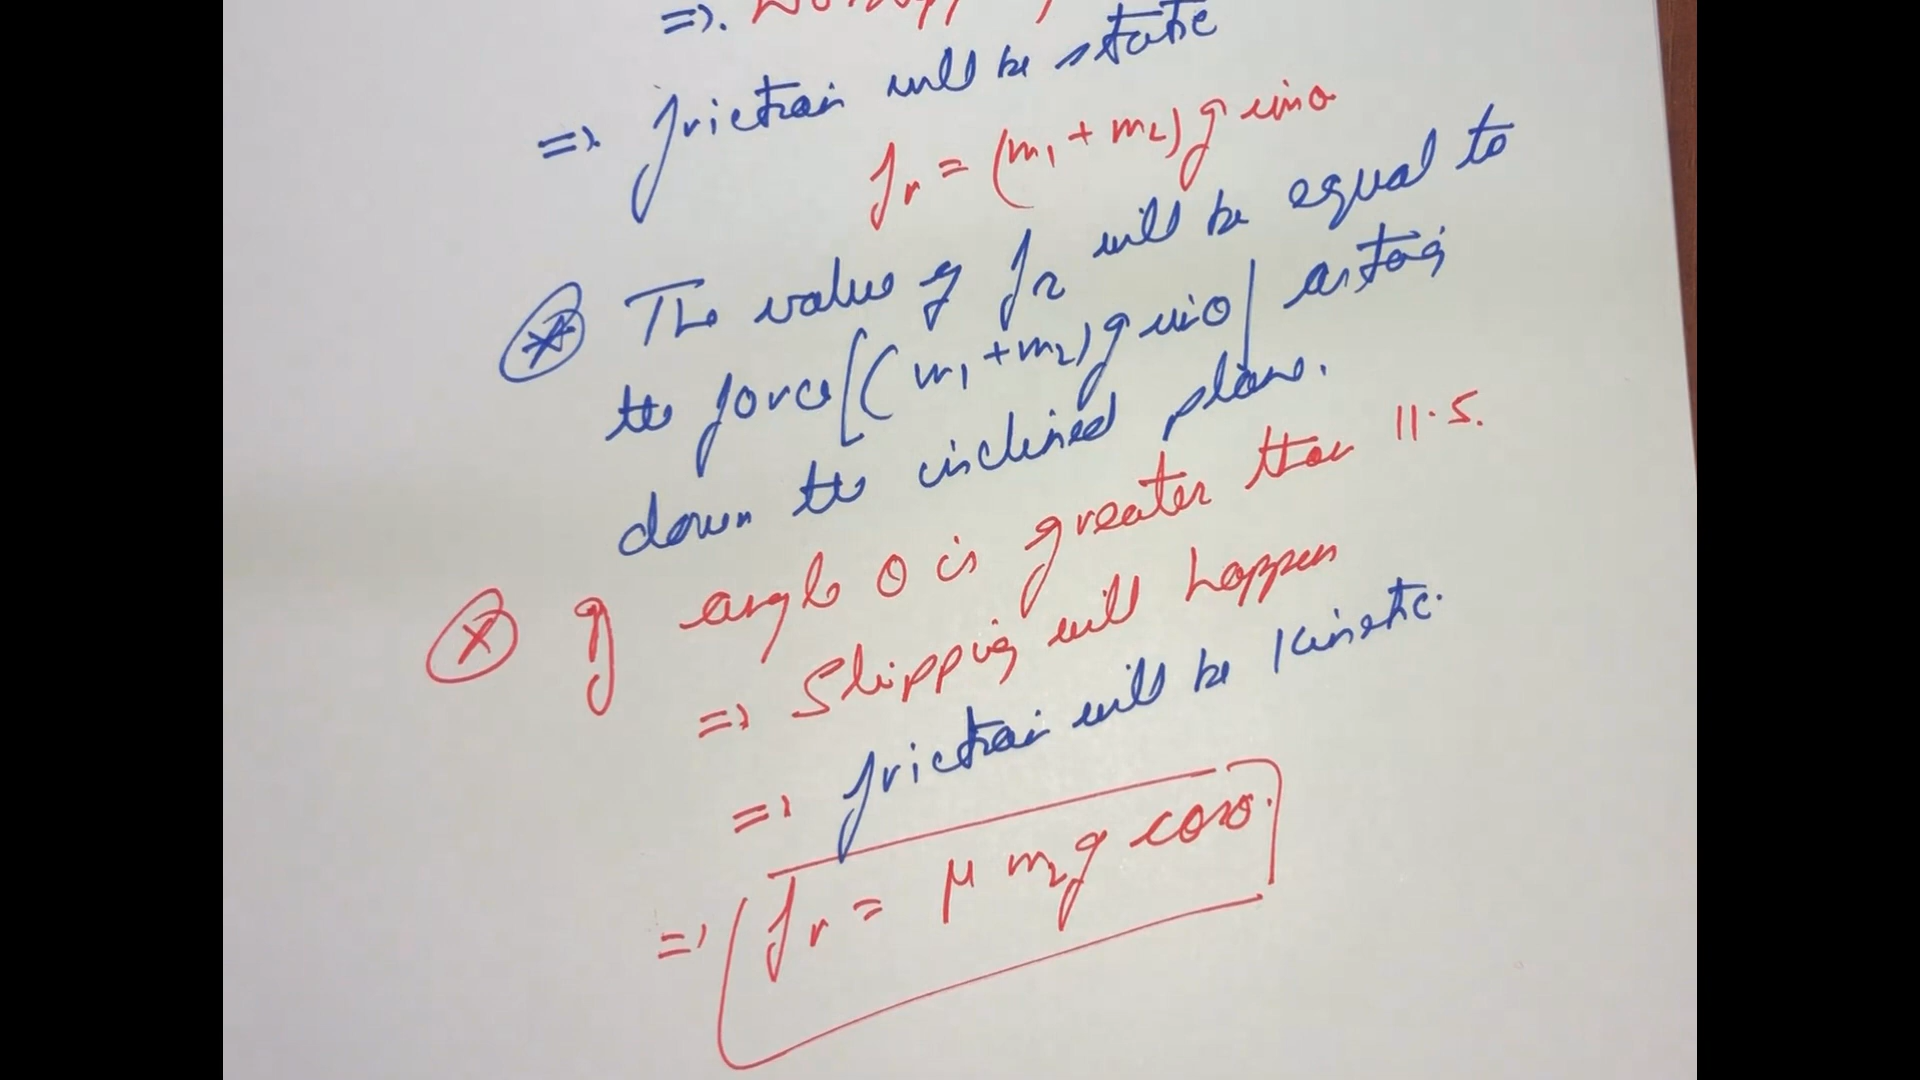 =>.
=> friction will be static
fr = (m₁ + m₂) g sinθ
* The value of fr will be equal to
the force [(m₁ + m₂) g sinθ] acting
down the inclined plane.
* If angle θ is greater than 11.5.
=> Slipping will happen
=> friction will be kinetic.
=> fr = μ m₂g cosθ.